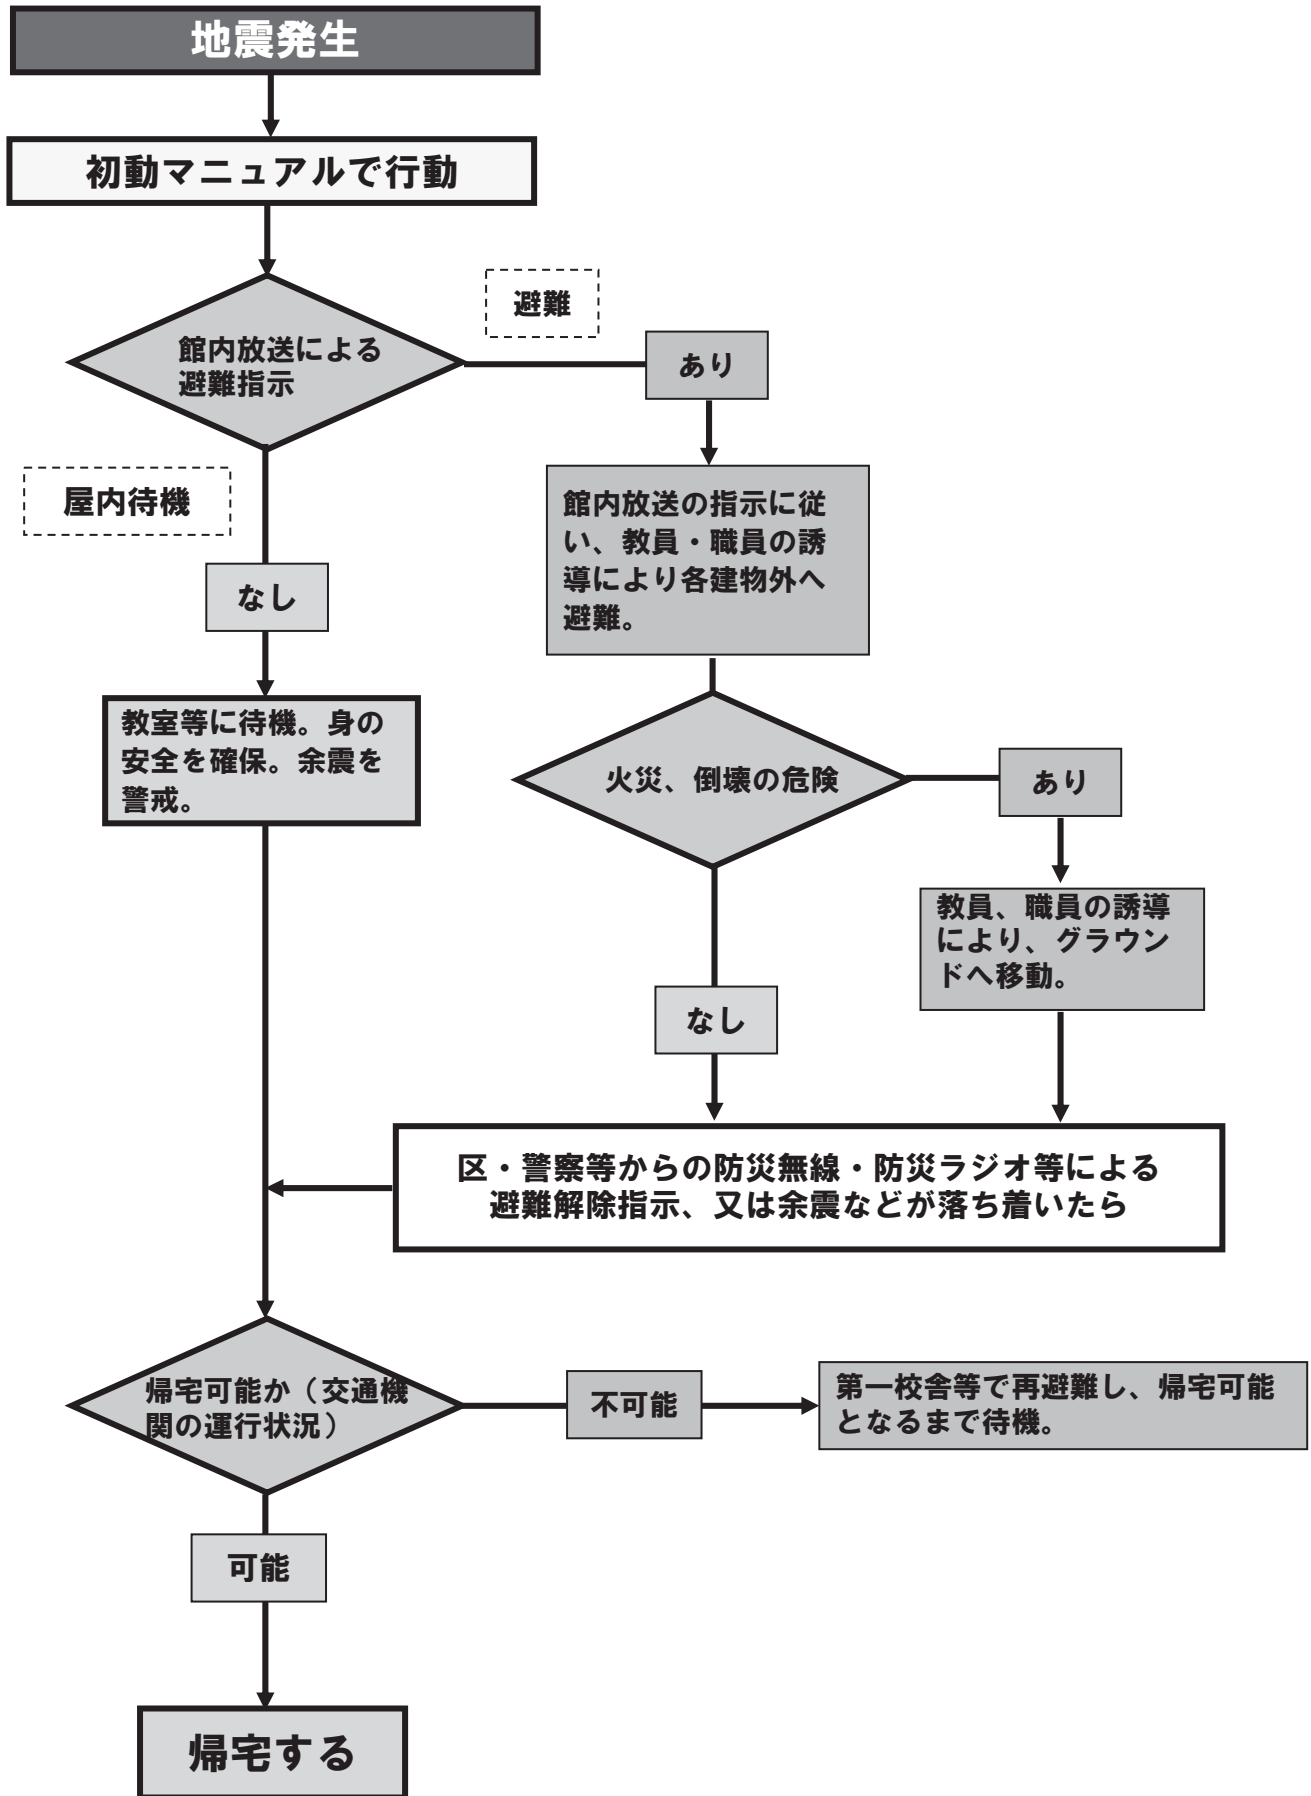 地震発生
初動マニュアルで行動
避難
館内放送による
避難指示
あり
屋内待機
館内放送の指示に従
い、教員・職員の誘
導により各建物外へ
避難。
なし
教室等に待機。身の
安全を確保。余震を
警戒。
火災、倒壊の危険
あり
教員、職員の誘導
により、グラウン
ドへ移動。
なし
区・警察等からの防災無線・防災ラジオ等による
避難解除指示、又は余震などが落ち着いたら
帰宅可能か（交通機
関の運行状況）
不可能
第一校舎等で再避難し、帰宅可能
となるまで待機。
可能
帰宅する